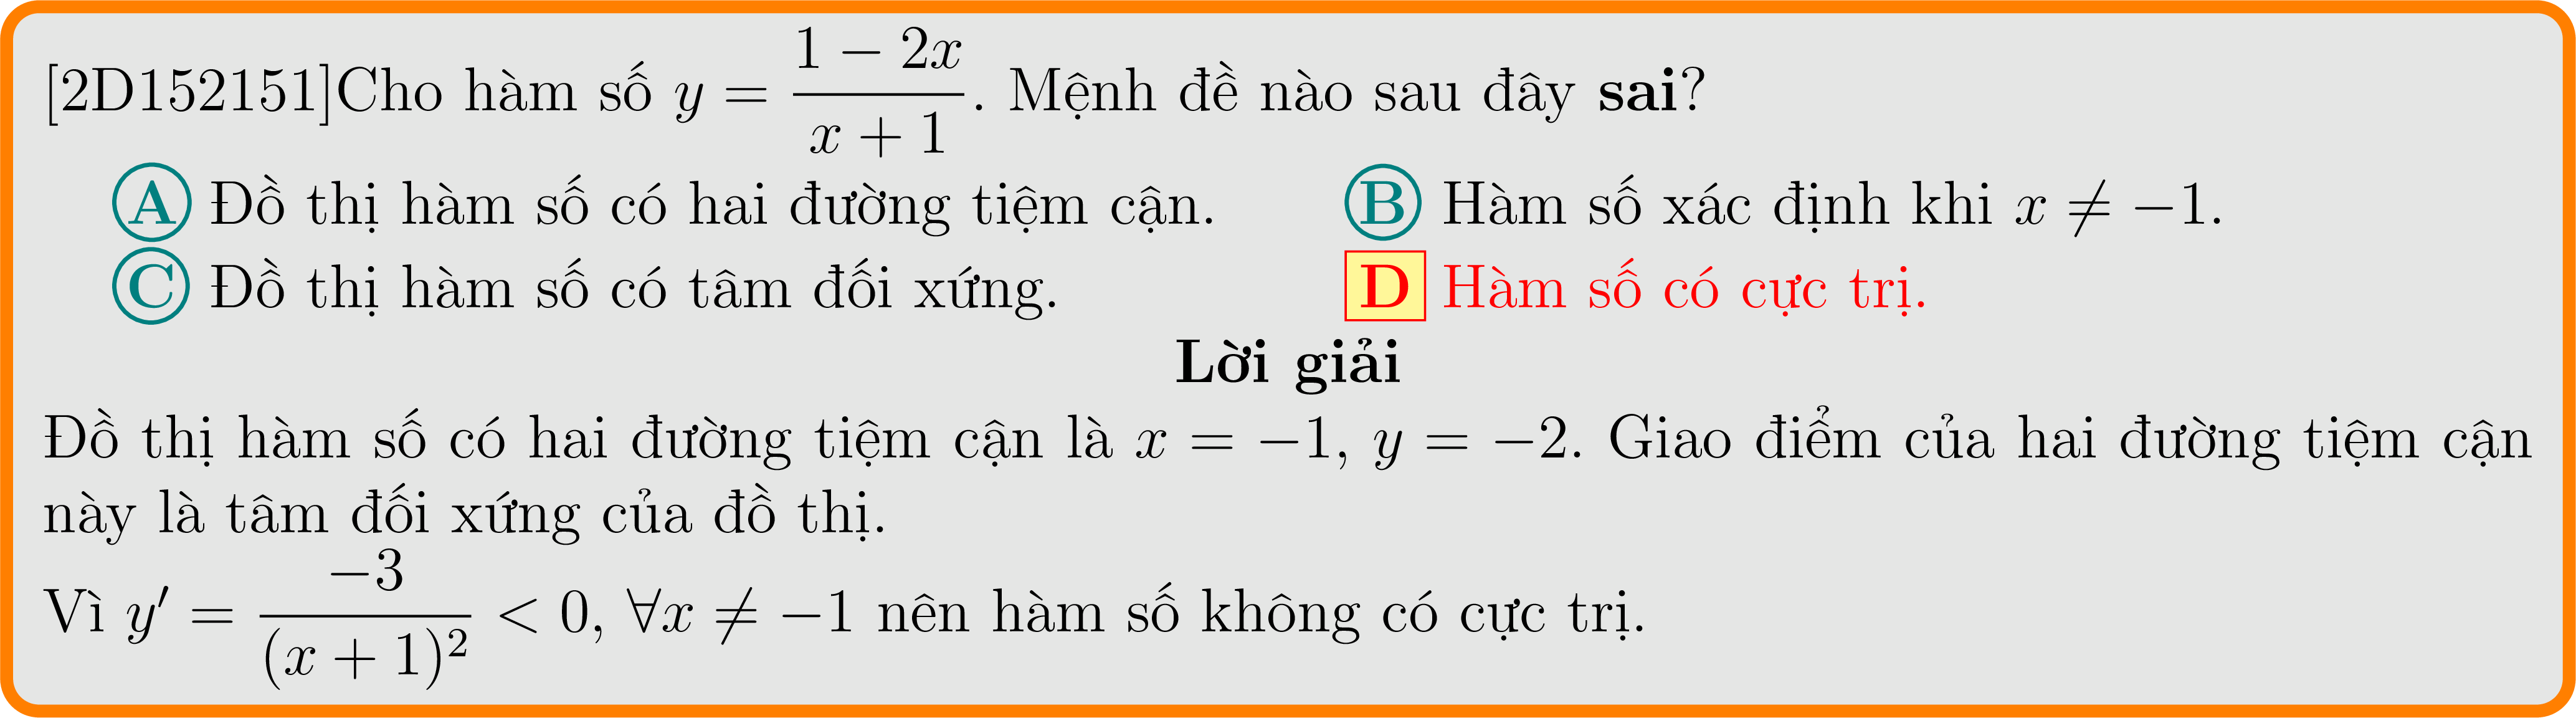 [2D152151]Cho hàm số y = \frac{1 − 2x}{x + 1}. Mệnh đề nào sau đây sai?
A Đồ thị hàm số có hai đường tiệm cận. B Hàm số xác định khi x ≠ −1.
C Đồ thị hàm số có tâm đối xứng. D Hàm số có cực trị.
Lời giải
Đồ thị hàm số có hai đường tiệm cận là x = −1, y = −2. Giao điểm của hai đường tiệm cận
này là tâm đối xứng của đồ thị.
Vì y′ = \frac{−3}{(x + 1)²} < 0, ∀x ≠ −1 nên hàm số không có cực trị.